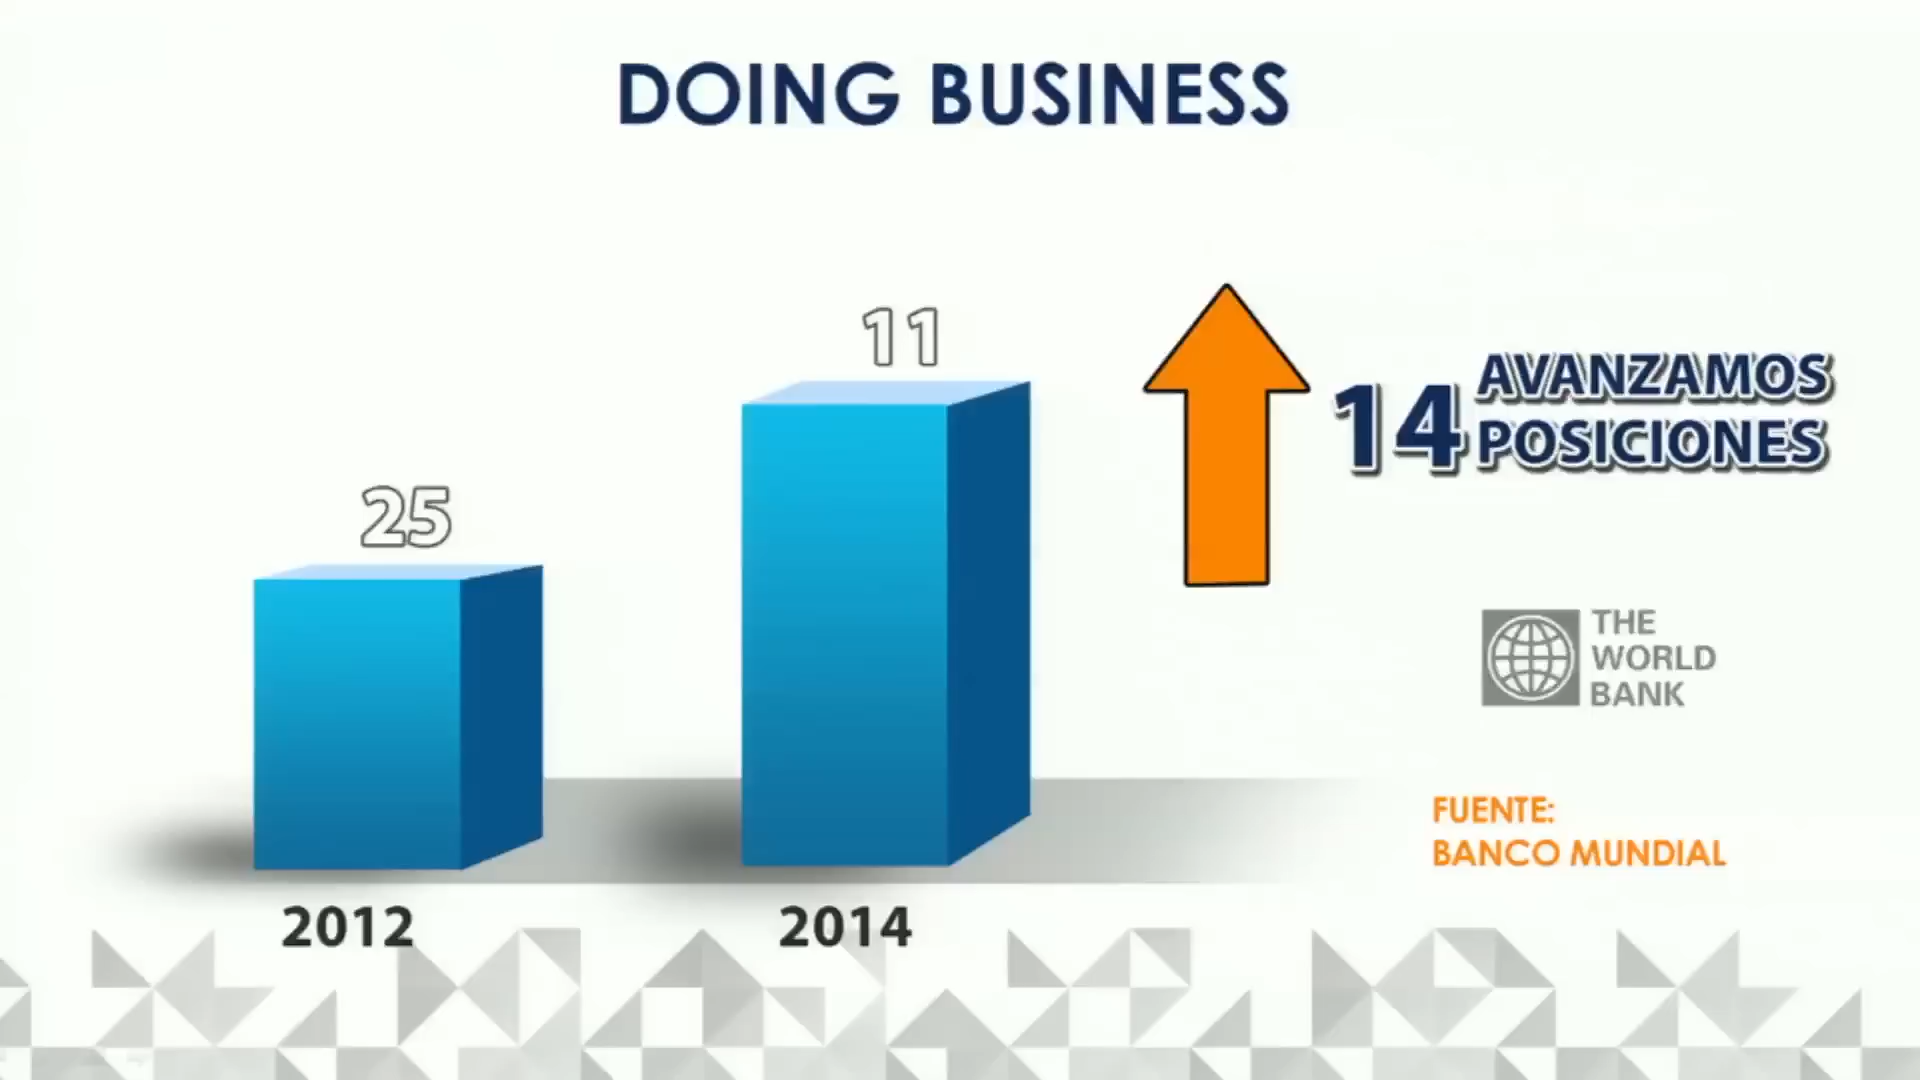 DOING BUSINESS
25
11
14 AVANZAMOS
POSICIONES
THE
WORLD
BANK
FUENTE:
BANCO MUNDIAL
2012
2014